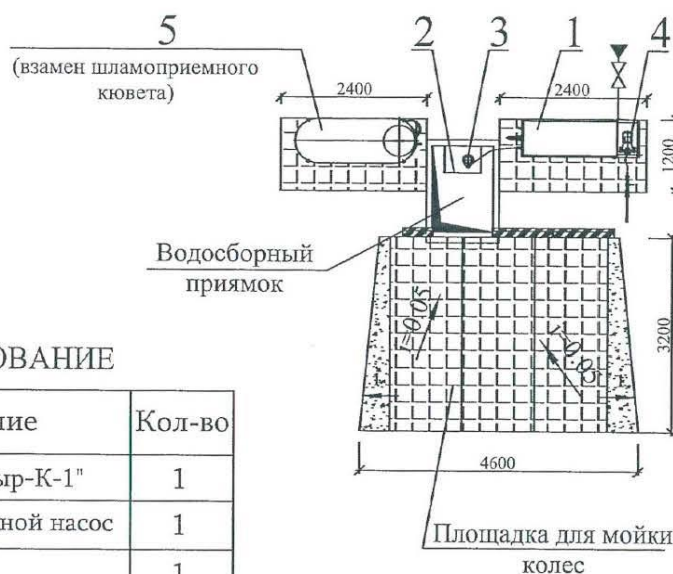 5
2
3
1
4
(взамен шламоприемного
кювета)
2400
2400
1200
Водосборный
приямок
i=0.05
i=0.05
3200
4600
Площадка для мойки
колес
ОВАНИЕ
ние
Кол-во
ыр-К-1"
1
ной насос
1
1